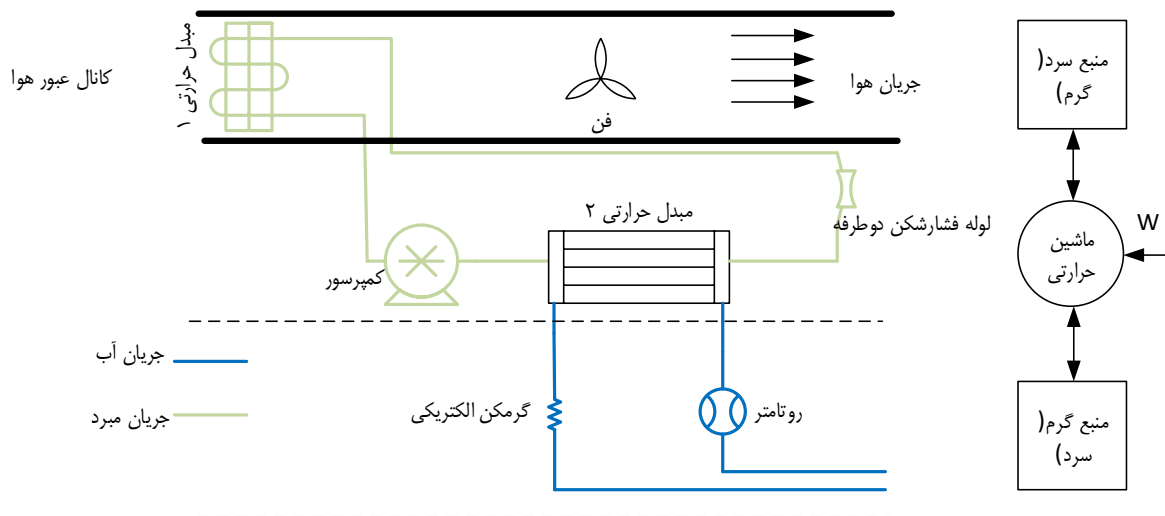 کانال عبور هوا
مبدل حرارتی ۱
فن
جریان هوا
منبع سرد(
گرم)
لوله فشارشکن دوطرفه
مبدل حرارتی ۲
کمپرسور
ماشین
حرارتی
W
جریان آب
جریان مبرد
گرمکن الکتریکی
روتامتر
منبع گرم(
سرد)